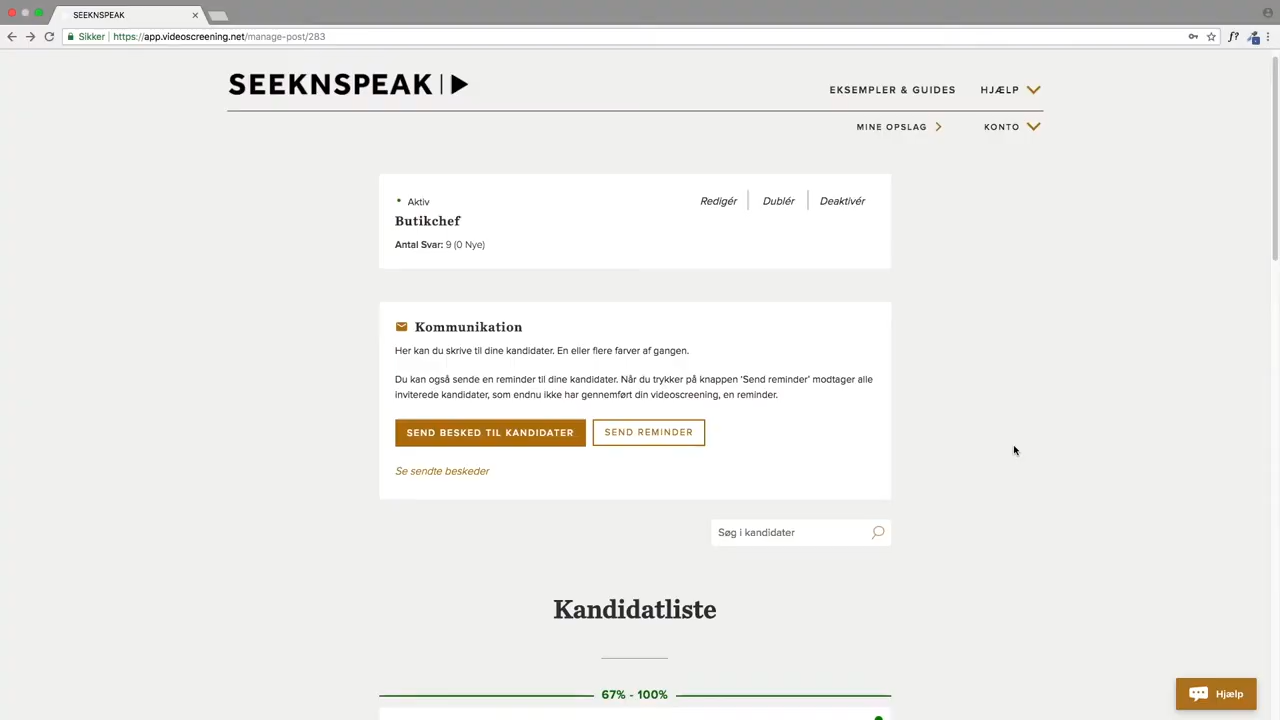 SEEKNSPEAK
Sikker | https://app.videoscreening.net/manage-post/283
SEEKNSPEAK
EKSEMPLER & GUIDES
HJÆLP
MINE OPSLAG
KONTO
Aktiv
Redigér
Dublér
Deaktivér
Butikchef
Antal Svar: 9 (0 Nye)
Kommunikation
Her kan du skrive til dine kandidater. En eller flere farver af gangen.
Du kan også sende en reminder til dine kandidater. Når du trykker på knappen 'Send reminder' modtager alle
inviterede kandidater, som endnu ikke har gennemført din videoscreening, en reminder.
SEND BESKED TIL KANDIDATER
SEND REMINDER
Se sendte beskeder
Søg i kandidater
Kandidatliste
67% - 100%
Hjælp